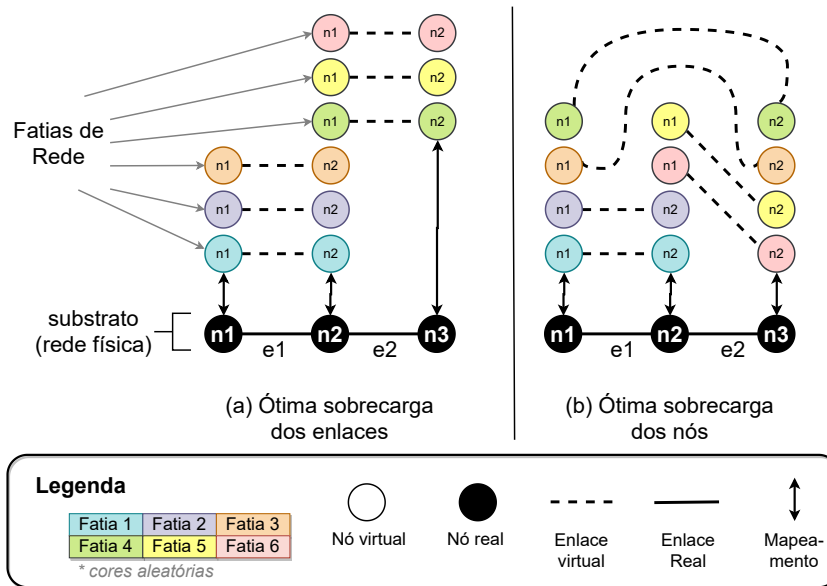 n1 n2
n1 n2
n1 n2
n1 n2
n1 n2
n1 n2
Fatias de
Rede
substrato
(rede física)
n1 n2 n3
e1 e2
(a) Ótima sobrecarga
dos enlaces
n1 n1 n2
n1 n1 n2
n1 n2 n2
n1 n2 n2
n1 n2 n3
e1 e2
(b) Ótima sobrecarga
dos nós
Legenda
Fatia 1 Fatia 2 Fatia 3
Fatia 4 Fatia 5 Fatia 6
* cores aleatórias
Nó virtual
Nó real
Enlace
virtual
Enlace
Real
Mapea-
mento